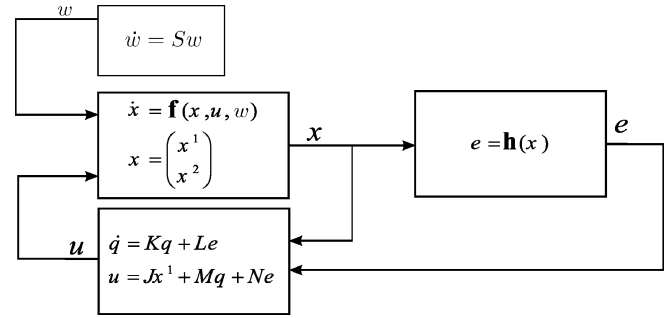 w
ẇ = Sw
ẋ = f(x,u,w)
x = (x¹
x²)
x
e = h(x)
e
u
q̇ = Kq + Le
u = Jx¹ + Mq + Ne